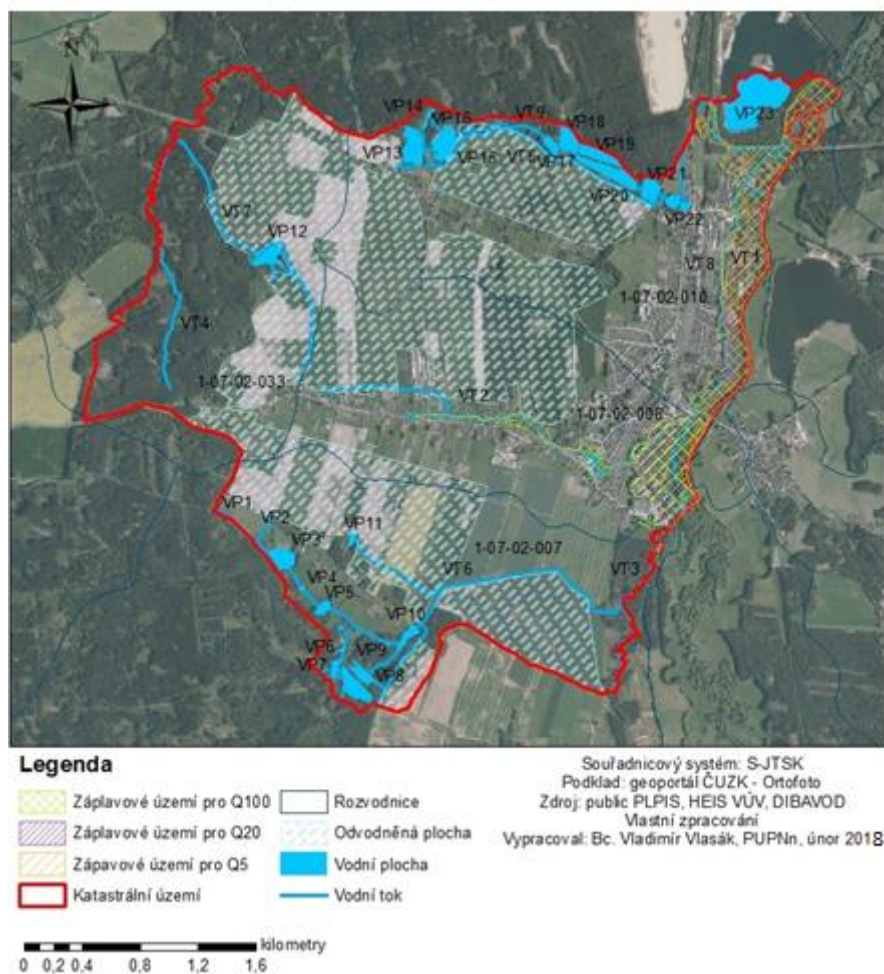 N
VP14
VP15
VT9
VP18
VP23
VP13
VP16
VT5
VP17
VP19
VP21
VP20
VP22
VT7
VP12
VT8
VT1
1-07-02-010
VT4
1-07-02-033
VT2
1-07-02-008
VP1
VP2
VP11
VP3
1-07-02-007
VT6
VT3
VP4
VP5
VP10
VP6
VP9
VP7
VP8
Legenda
Záplavové území pro Q100
Záplavové území pro Q20
Zápavové území pro Q5
Katastrální území
Rozvodnice
Odvodněná plocha
Vodní plocha
Vodní tok
Souřadnicový systém: S-JTSK
Podklad: geoportál ČUZK - Ortofoto
Zdroj: public PLPIS, HEIS VÚV, DIBAVOD
Vlastní zpracování
Vypracoval: Bc. Vladimír Vlasák, PUPNn, únor 2018
kilometry
0 0,2 0,4 0,8 1,2 1,6